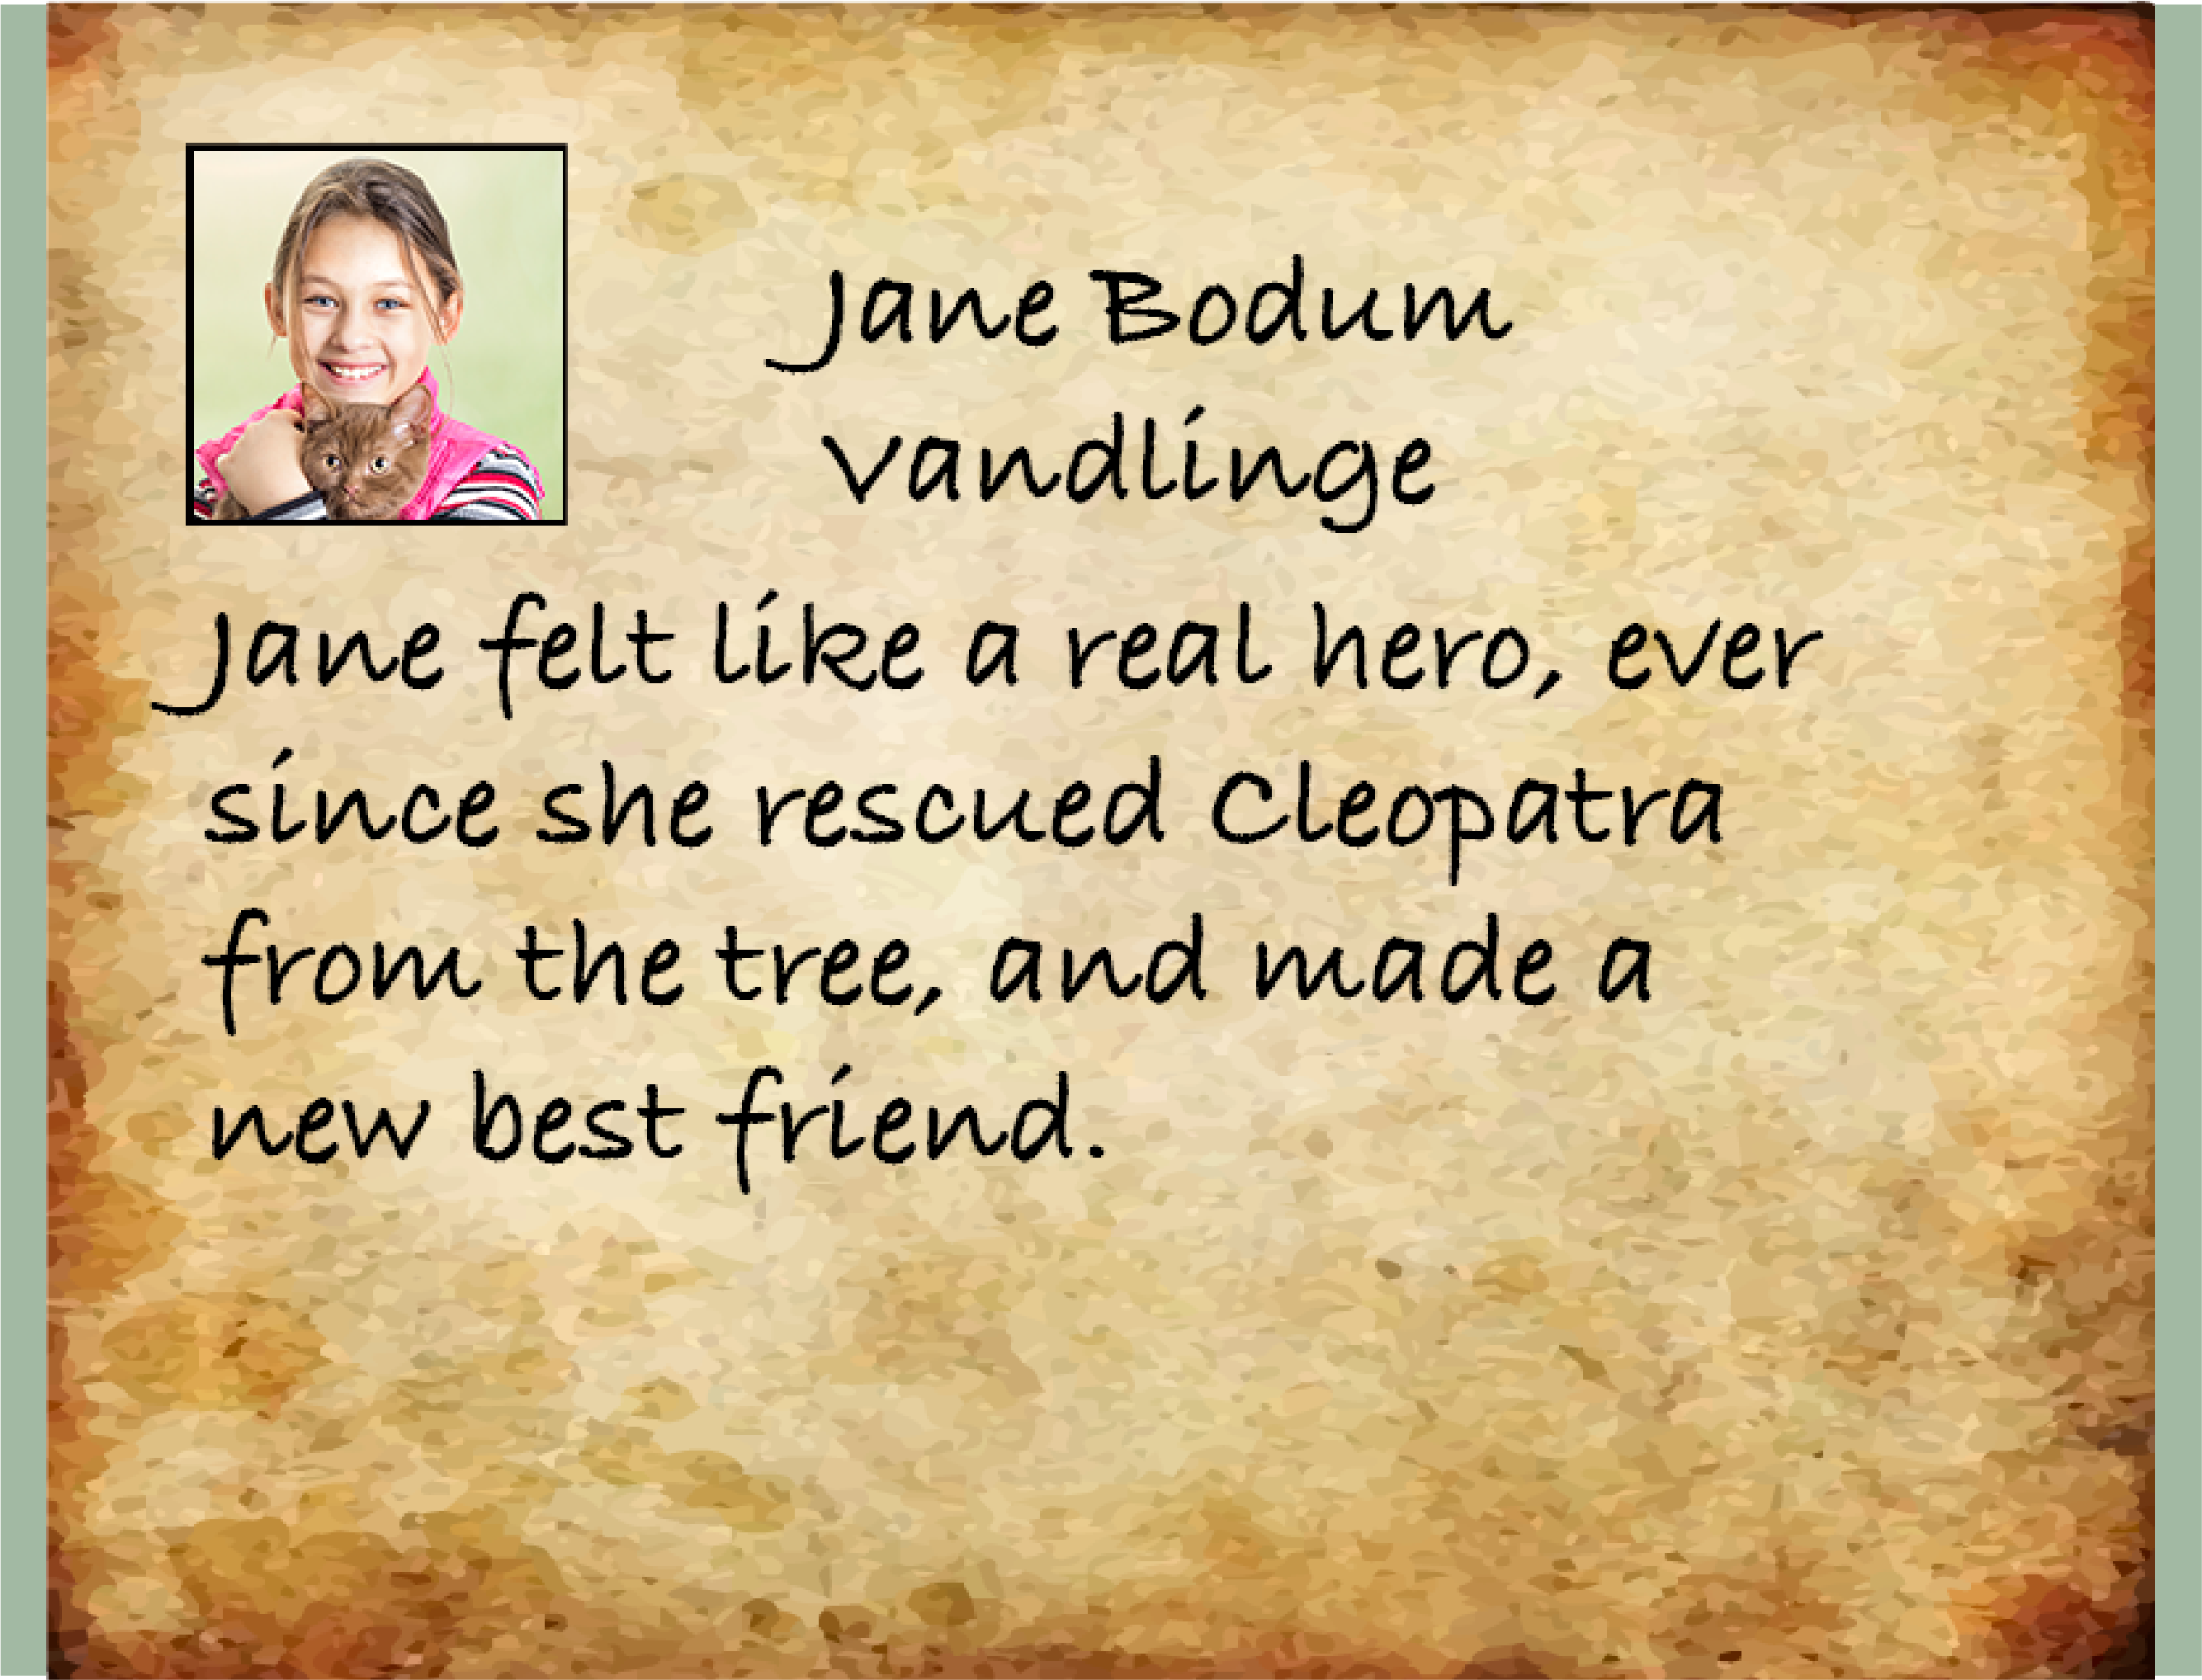 Jane Bodum
Vandlinge
Jane felt like a real hero, ever
since she rescued Cleopatra
from the tree, and made a
new best friend.